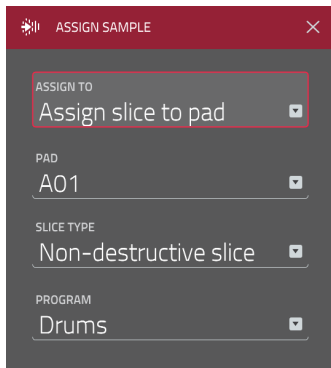 ASSIGN SAMPLE
ASSIGN TO
Assign slice to pad
PAD
A01
SLICE TYPE
Non-destructive slice
PROGRAM
Drums